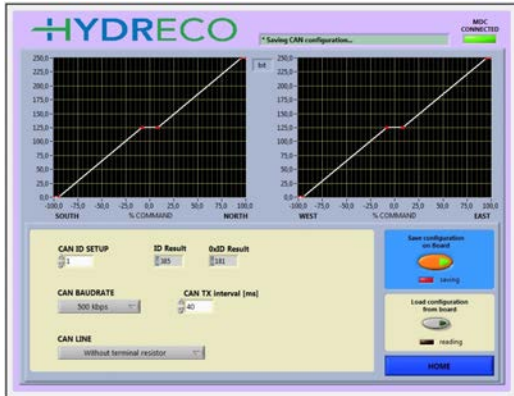 HYDRECO
* Saving CAN configuration...
MDC
CONNECTED
250,0
225,0
200,0
175,0
150,0
125,0
100,0
75,0
50,0
25,0
0,0
-100,0 -75,0 -50,0 -25,0 0,0 25,0 50,0 75,0 100,0
SOUTH % COMMAND NORTH
bit
250,0
225,0
200,0
175,0
150,0
125,0
100,0
75,0
50,0
25,0
0,0
-100,0 -75,0 -50,0 -25,0 0,0 25,0 50,0 75,0 100,0
WEST % COMMAND EAST
CAN ID SETUP ID Result 0xID Result
1 385 181
CAN BAUDRATE CAN TX interval [ms]
500 kbps 40
CAN LINE
Without terminal resistor
Save configuration
on Board
saving
Load configuration
from board
reading
HOME